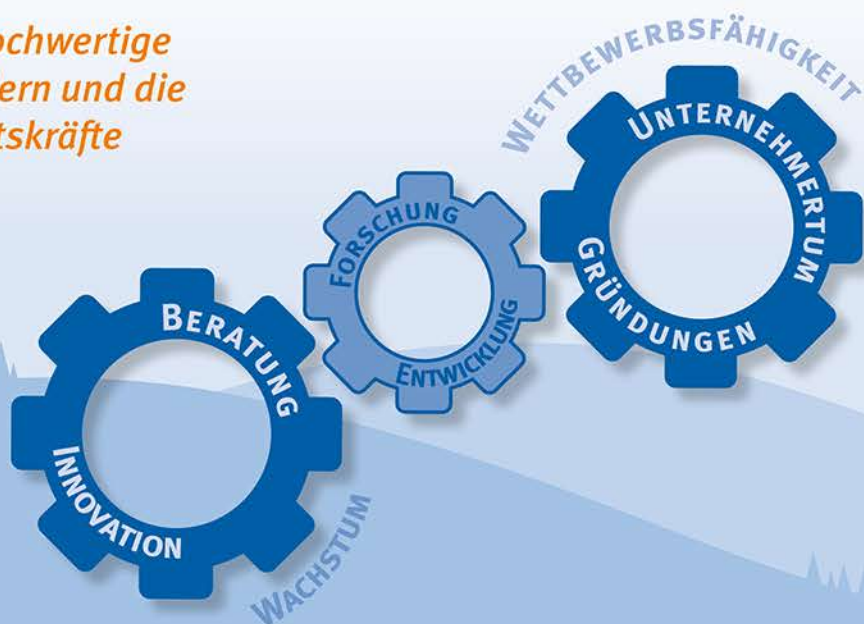 ochwertige
ern und die
tskräfte
WETTBEWERBSFÄHIGKEIT
UNTERNEHMERTUM
GRÜNDUNGEN
FORSCHUNG
ENTWICKLUNG
BERATUNG
INNOVATION
WACHSTUM